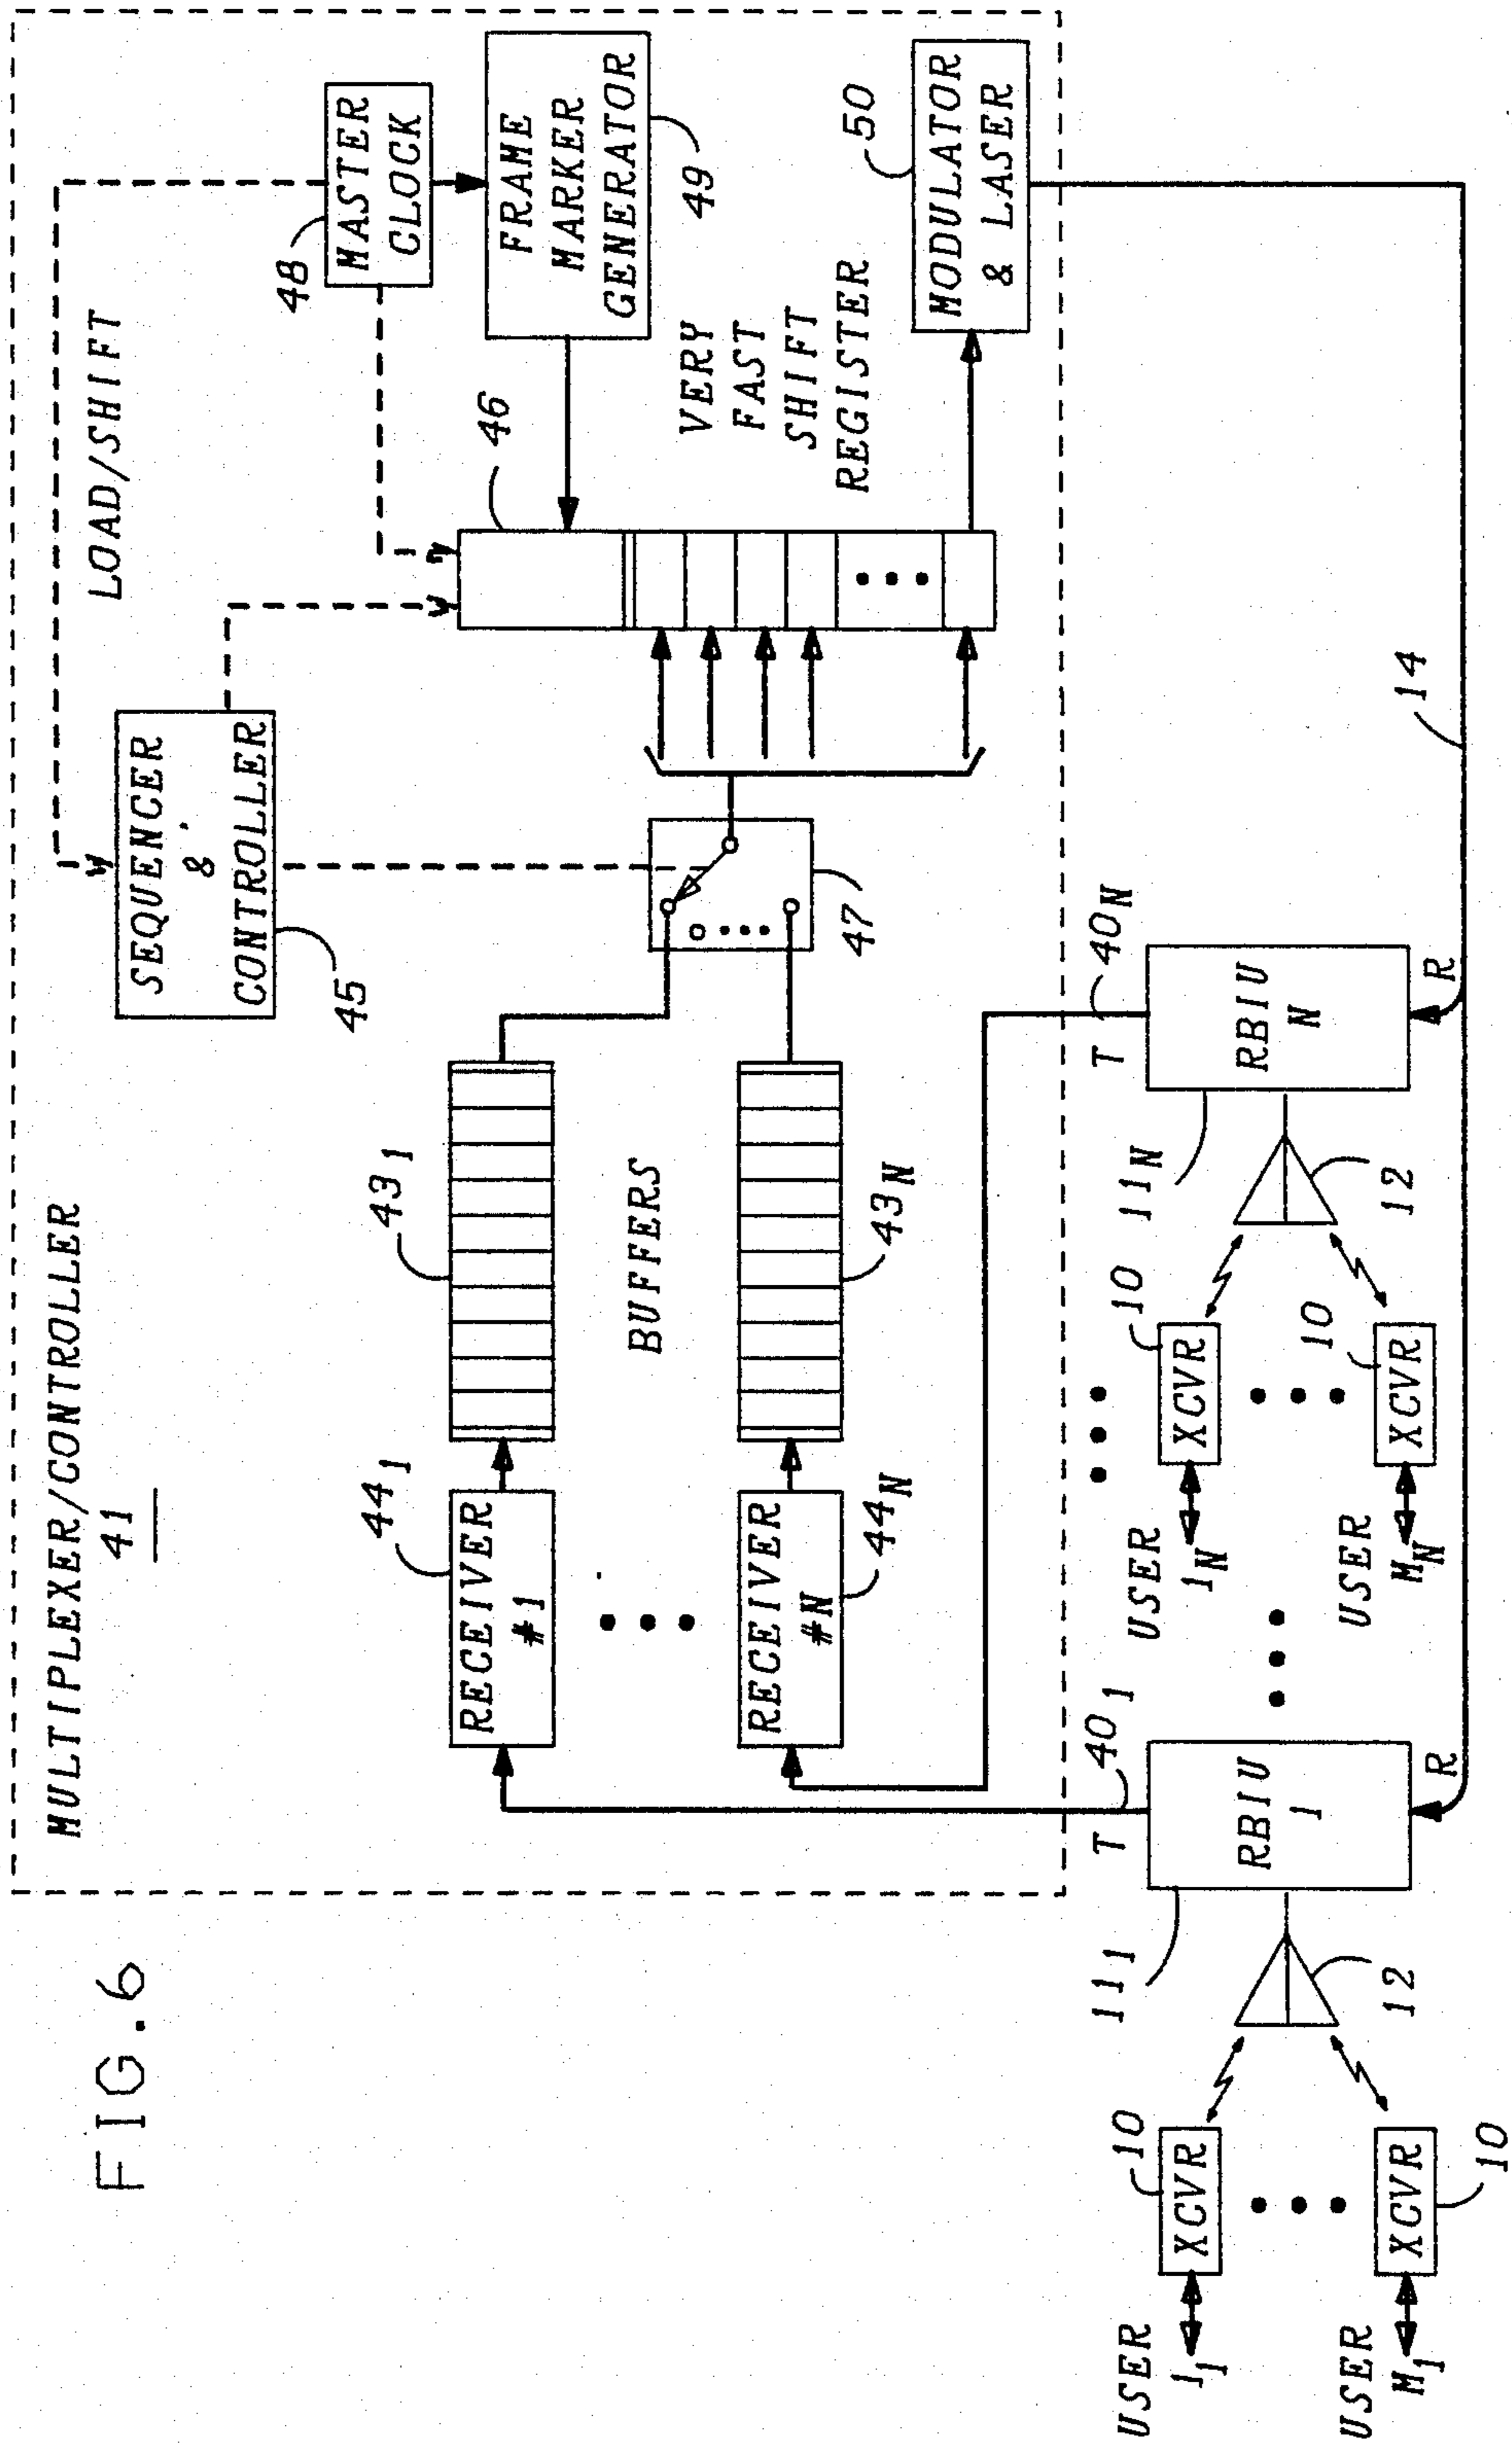 FIG. 6
MULTIPLEXER/CONTROLLER
41
SEQUENCER
&
CONTROLLER
45
LOAD/SHIFT
48
MASTER
CLOCK
FRAME
MARKER
GENERATOR
49
46
VERY
FAST
SHIFT
REGISTER
50
MODULATOR
& LASER
44₁
RECEIVER
#1
43₁
BUFFERS
RECEIVER
#N
44N
43N
47
T
40₁
T
40N
USER
1₁
10
XCVR
USER
M₁
XCVR
10
12
11₁
RBIU
1
R
USER
1N
10
XCVR
USER
MN
10
XCVR
12
11N
RBIU
N
R
14